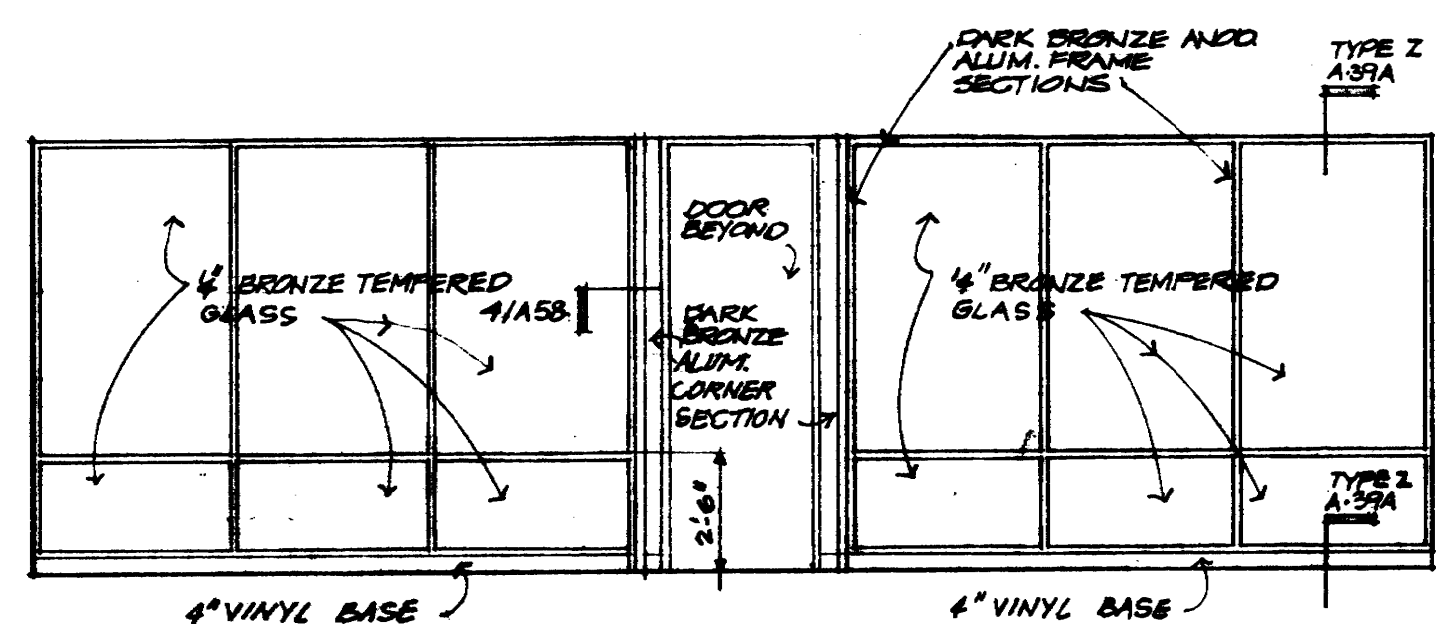 DARK BRONZE ANOD.
ALUM. FRAME
SECTIONS
TYPE Z
A.39A
DOOR
BEYOND
1/4" BRONZE TEMPERED
GLASS
4/A58
DARK
BRONZE
ALUM.
CORNER
SECTION
1/4" BRONZE TEMPERED
GLASS
2'-6"
TYPE Z
A.39A
4" VINYL BASE
4" VINYL BASE